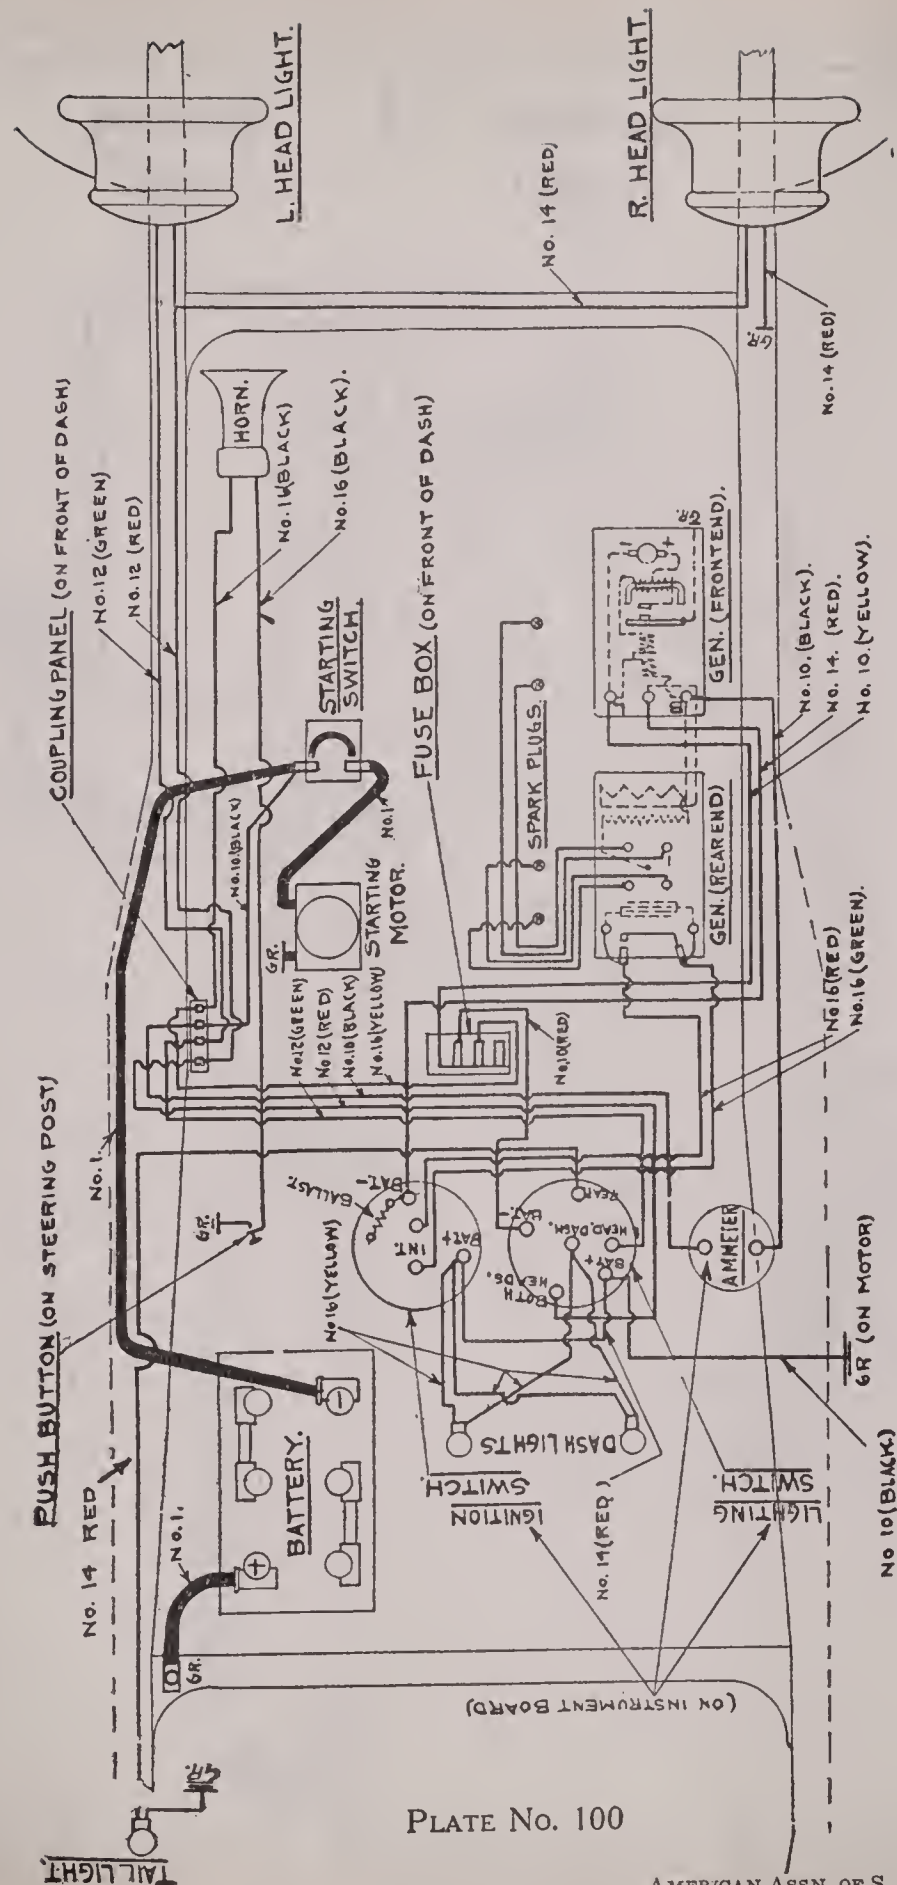 L. HEAD LIGHT.
R. HEAD LIGHT.
No. 14 (RED)
GR.
No. 14 (RED)
COUPLING PANEL (ON FRONT OF DASH)
No. 12 (GREEN)
No. 12 (RED)
HORN.
No. 16 (BLACK)
No. 16 (BLACK).
STARTING
SWITCH.
FUSE BOX (ON FRONT OF DASH)
No. 10 (BLACK)
No. 1
GR.
STARTING
MOTOR.
SPARK PLUGS.
GR.
- +
GEN. (FRONT END).
GEN. (REAR END)
No. 10. (BLACK).
No. 14. (RED).
No. 10. (YELLOW).
No. 16 (RED)
No. 16 (GREEN).
No. 12 (GREEN)
No. 12 (RED)
No. 10 (BLACK)
No. 16 (YELLOW)
No. 10 (RED)
PUSH BUTTON (ON STEERING POST)
No. 1.
GR.
BALLAST.
BAT.-
INT.
BAT+
No 16 (YELLOW)
REAR
BAT.-
HEAD, DASH.
BAT+
BOTH
HEADS.
AMMETER
GR (ON MOTOR)
No. 14 RED
No. 1.
BATTERY.
+
-
GR.
DASH LIGHTS
IGNITION
SWITCH.
No. 14 (RED)
LIGHTING
SWITCH.
No 10 (BLACK)
(ON INSTRUMENT BOARD)
GR.
TAIL LIGHT.
PLATE No. 100
AMERICAN ASSN. OF S